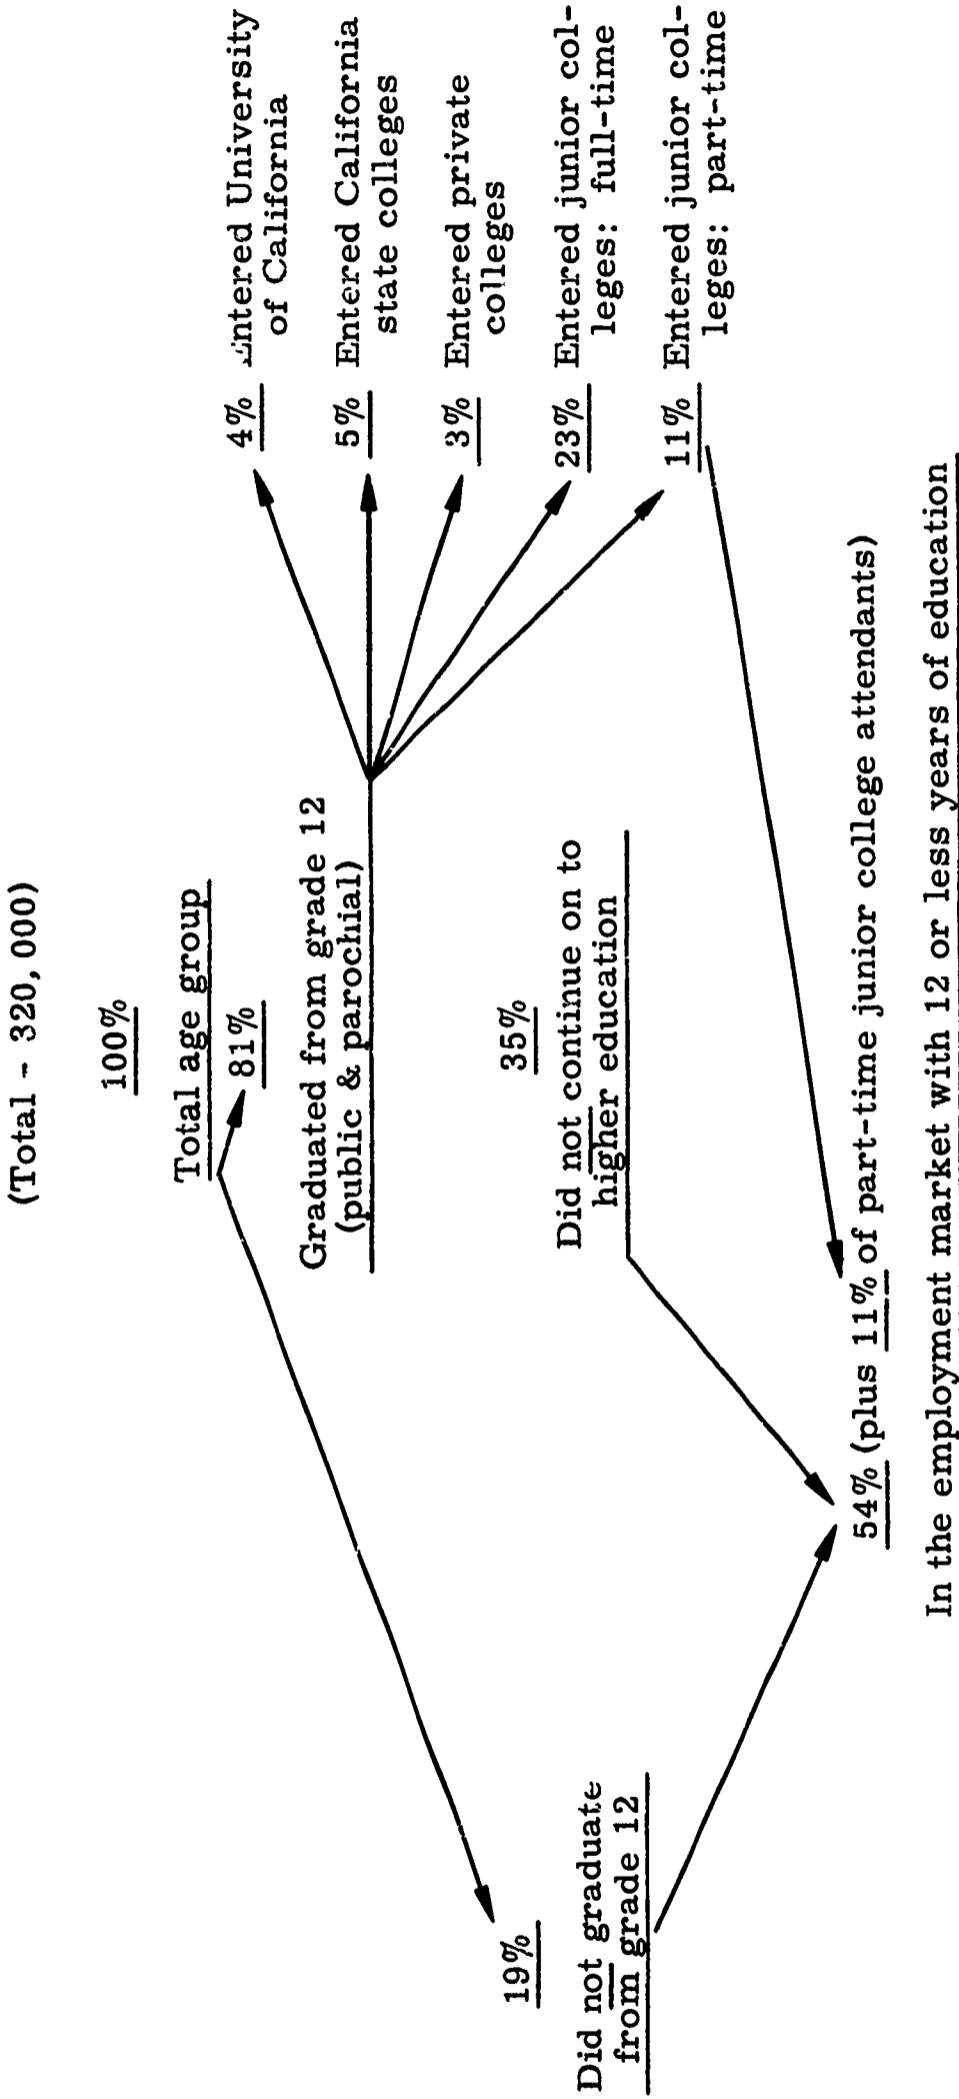 (Total - 320,000)
100%
Total age group
81%
Graduated from grade 12
(public & parochial)
4% Entered University
of California
5% Entered California
state colleges
3% Entered private
colleges
23% Entered junior col-
leges: full-time
11% Entered junior col-
leges: part-time
35%
Did not continue on to
higher education
19%
Did not graduate
from grade 12
54% (plus 11% of part-time junior college attendants)
In the employment market with 12 or less years of education